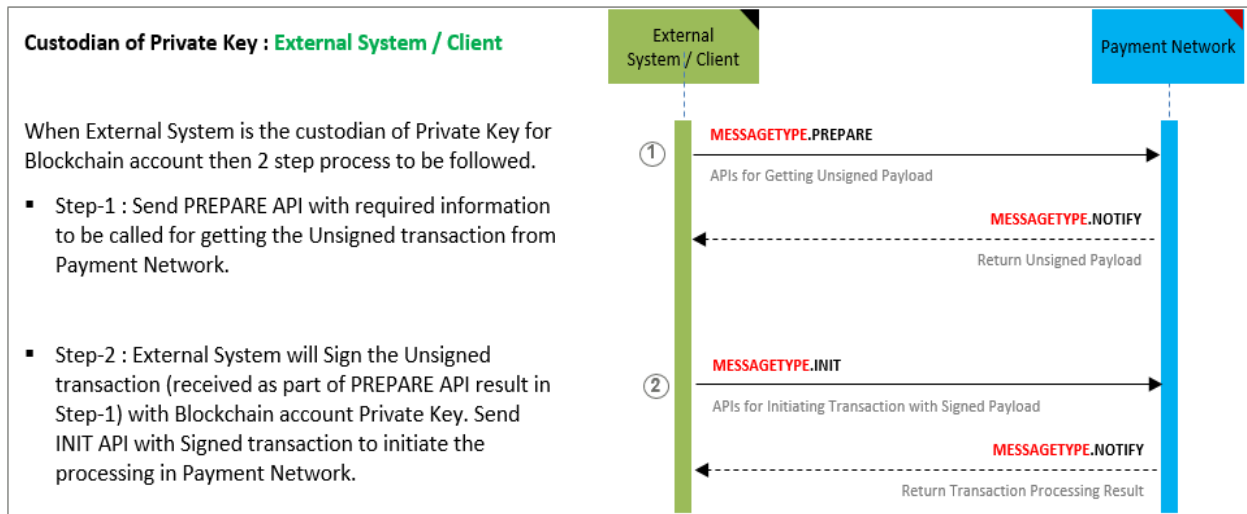 Custodian of Private Key : External System / Client
When External System is the custodian of Private Key for
Blockchain account then 2 step process to be followed.
▪ Step-1 : Send PREPARE API with required information
to be called for getting the Unsigned transaction from
Payment Network.
▪ Step-2 : External System will Sign the Unsigned
transaction (received as part of PREPARE API result in
Step-1) with Blockchain account Private Key. Send
INIT API with Signed transaction to initiate the
processing in Payment Network.
External
System / Client
Payment Network
1
MESSAGETYPE.PREPARE
APIs for Getting Unsigned Payload
MESSAGETYPE.NOTIFY
Return Unsigned Payload
2
MESSAGETYPE.INIT
APIs for Initiating Transaction with Signed Payload
MESSAGETYPE.NOTIFY
Return Transaction Processing Result